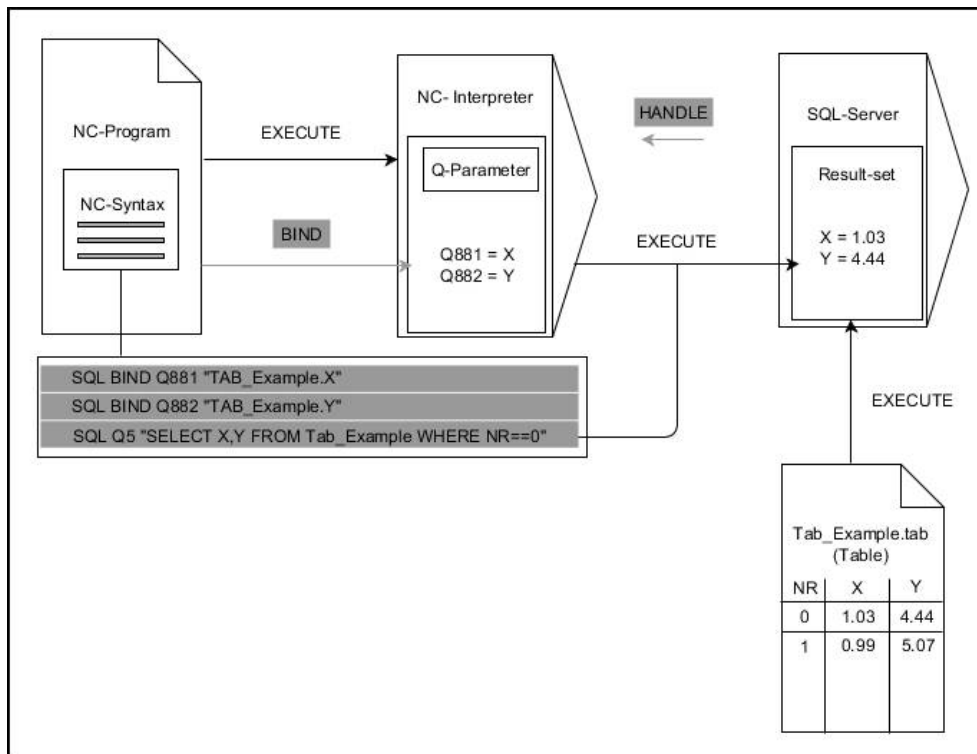 NC-Program
NC-Syntax
EXECUTE
BIND
NC- Interpreter
Q-Parameter
Q881 = X
Q882 = Y
HANDLE
EXECUTE
SQL-Server
Result-set
X = 1.03
Y = 4.44
SQL BIND Q881 "TAB_Example.X"
SQL BIND Q882 "TAB_Example.Y"
SQL Q5 "SELECT X,Y FROM Tab_Example WHERE NR==0"
EXECUTE
Tab_Example.tab
(Table)
NR X Y
0 1.03 4.44
1 0.99 5.07